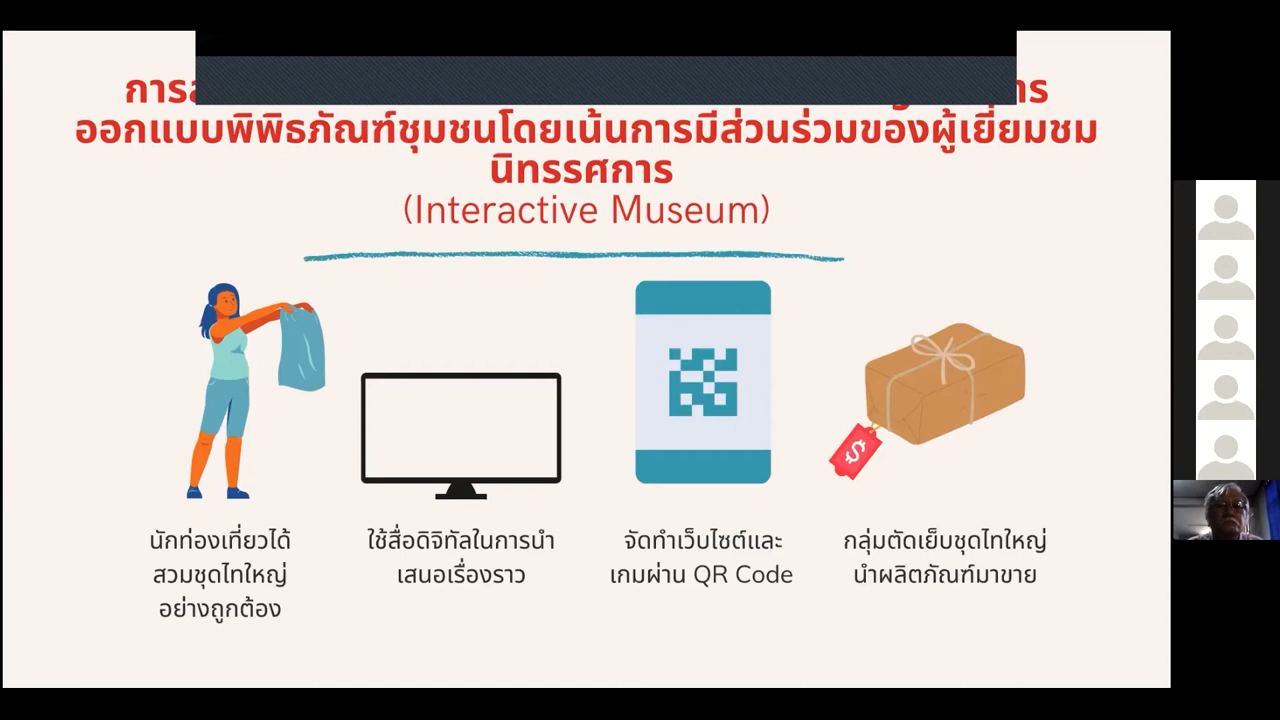 ออกแบบพิพิธภัณฑ์ชุมชนโดยเน้นการมีส่วนร่วมของผู้เยี่ยมชม
นิทรรศการ
(Interactive Museum)
นักท่องเที่ยวได้
สวมชุดไทใหญ่
อย่างถูกต้อง
ใช้สื่อดิจิทัลในการนำ
เสนอเรื่องราว
จัดทำเว็บไซต์และ
เกมผ่าน QR Code
กลุ่มตัดเย็บชุดไทใหญ่
นำผลิตภัณฑ์มาขาย
$